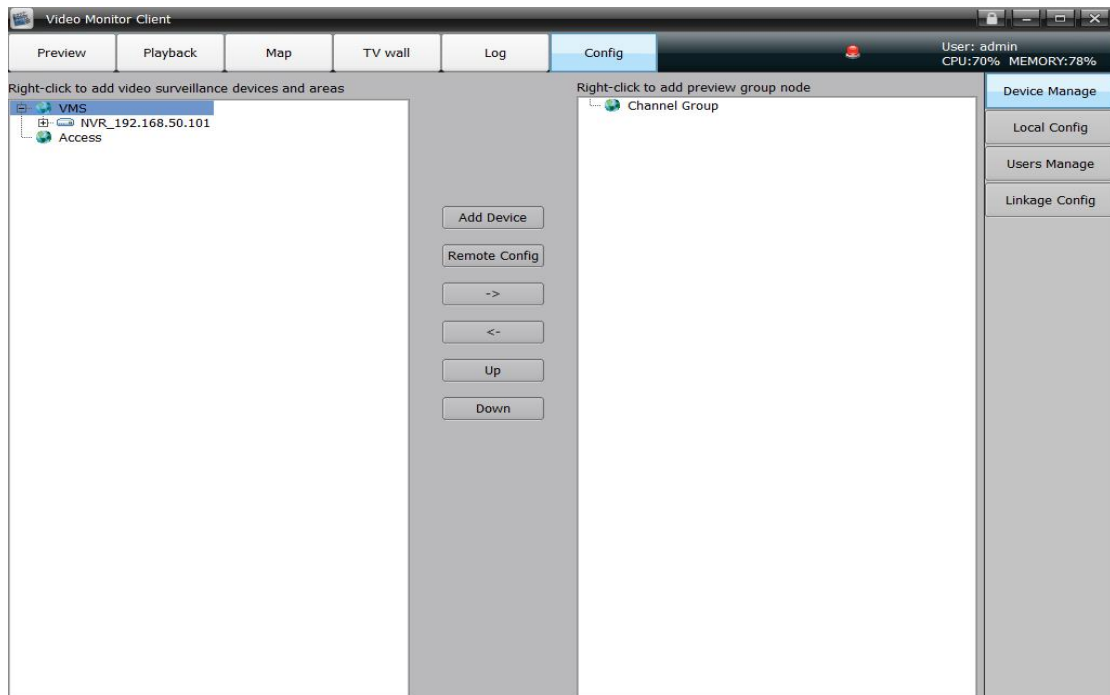 Video Monitor Client
Preview Playback Map TV wall Log Config
User: admin
CPU:70% MEMORY:78%
Right-click to add video surveillance devices and areas
VMS
NVR_192.168.50.101
Access
Add Device
Remote Config
->
<-
Up
Down
Right-click to add preview group node
Channel Group
Device Manage
Local Config
Users Manage
Linkage Config